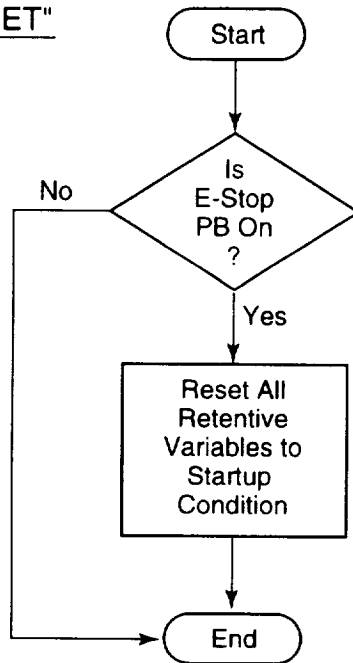 ET"
Start
Is
E-Stop
PB On
?
No
Yes
Reset All
Retentive
Variables to
Startup
Condition
End